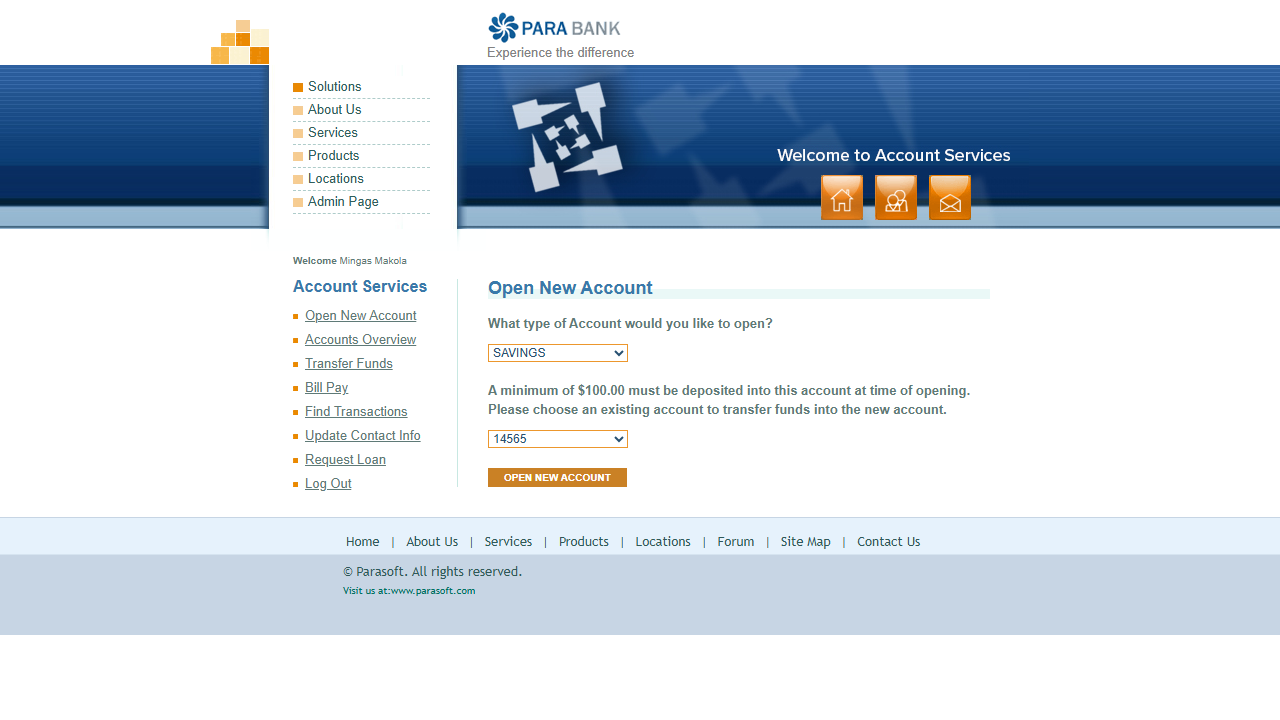 PARA BANK
Experience the difference
Solutions
About Us
Services
Products
Locations
Admin Page
Welcome to Account Services
Welcome Mingas Makola
Account Services
Open New Account
Accounts Overview
Transfer Funds
Bill Pay
Find Transactions
Update Contact Info
Request Loan
Log Out
Open New Account
What type of Account would you like to open?
SAVINGS
A minimum of $100.00 must be deposited into this account at time of opening.
Please choose an existing account to transfer funds into the new account.
14565
OPEN NEW ACCOUNT
Home | About Us | Services | Products | Locations | Forum | Site Map | Contact Us
© Parasoft. All rights reserved.
Visit us at:www.parasoft.com